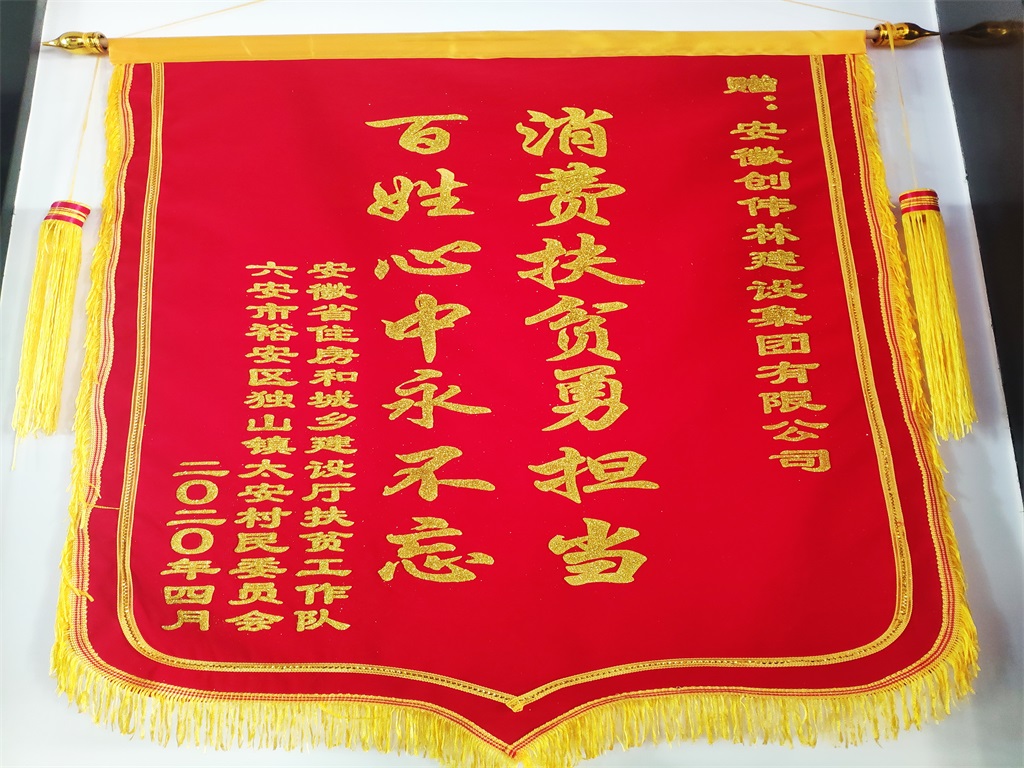 赠：安徽创伟林建设集团有限公司
消费扶贫勇担当
百姓心中永不忘
安徽省住房和城乡建设厅扶贫工作队
六安市裕安区独山镇太安村民委员会
二〇二〇年四月